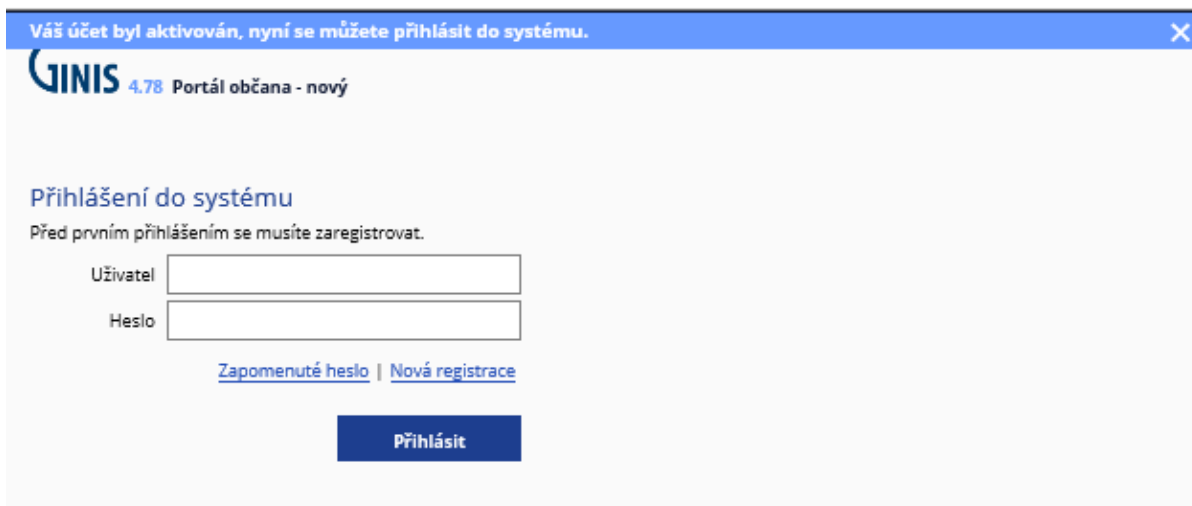 Váš účet byl aktivován, nyní se můžete přihlásit do systému.
GINIS 4.78 Portál občana - nový
Přihlášení do systému
Před prvním přihlášením se musíte zaregistrovat.
Uživatel
Heslo
Zapomenuté heslo | Nová registrace
Přihlásit